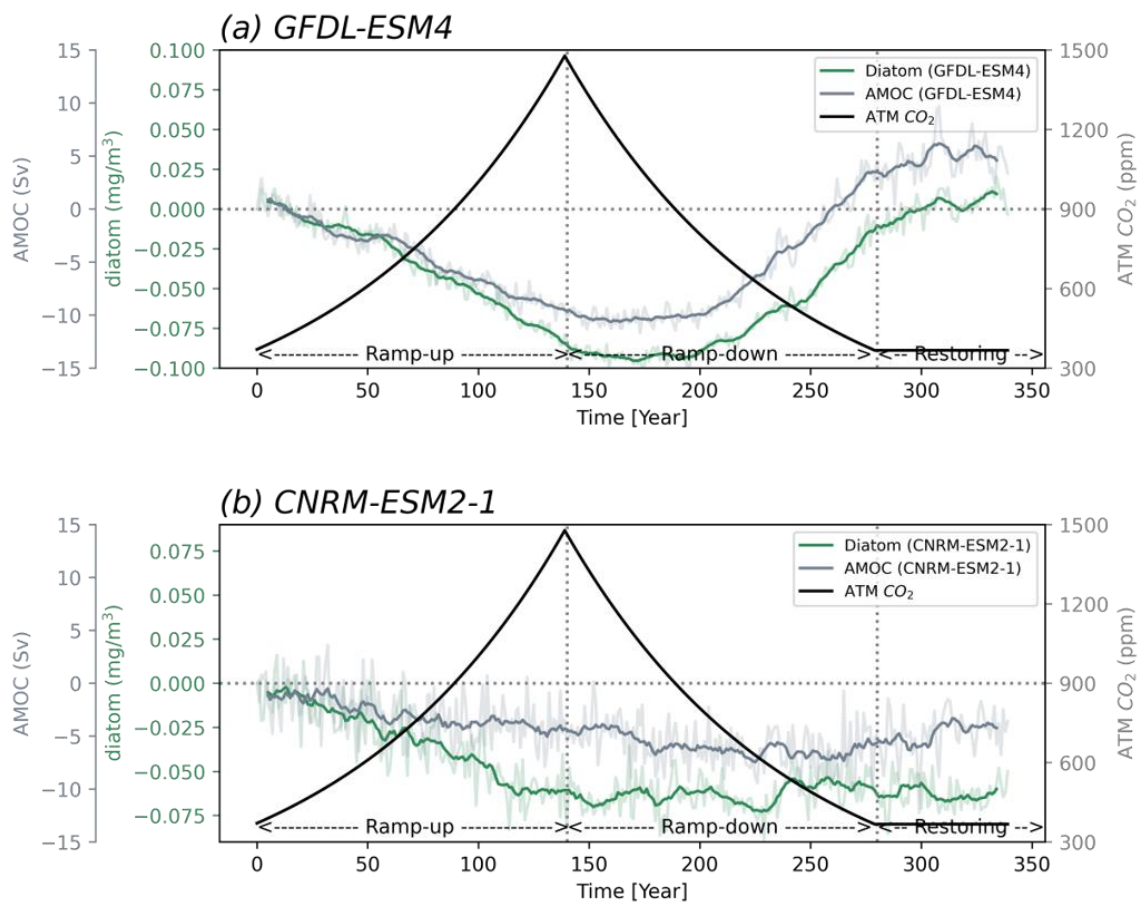 (a) GFDL-ESM4
15
10
5
0
−5
−10
−15
AMOC (Sv)
0.100
0.075
0.050
0.025
0.000
−0.025
−0.050
−0.075
−0.100
diatom (mg/m³)
Diatom (GFDL-ESM4)
AMOC (GFDL-ESM4)
ATM CO₂
1500
1200
900
600
300
ATM CO₂ (ppm)
<------- Ramp-up ------->
<------- Ramp-down ------->
<--- Restoring --->
0 50 100 150 200 250 300 350
Time [Year]
(b) CNRM-ESM2-1
15
10
5
0
−5
−10
−15
AMOC (Sv)
0.075
0.050
0.025
0.000
−0.025
−0.050
−0.075
diatom (mg/m³)
Diatom (CNRM-ESM2-1)
AMOC (CNRM-ESM2-1)
ATM CO₂
1500
1200
900
600
300
ATM CO₂ (ppm)
<------- Ramp-up ------->
<------- Ramp-down ------->
<--- Restoring --->
0 50 100 150 200 250 300 350
Time [Year]